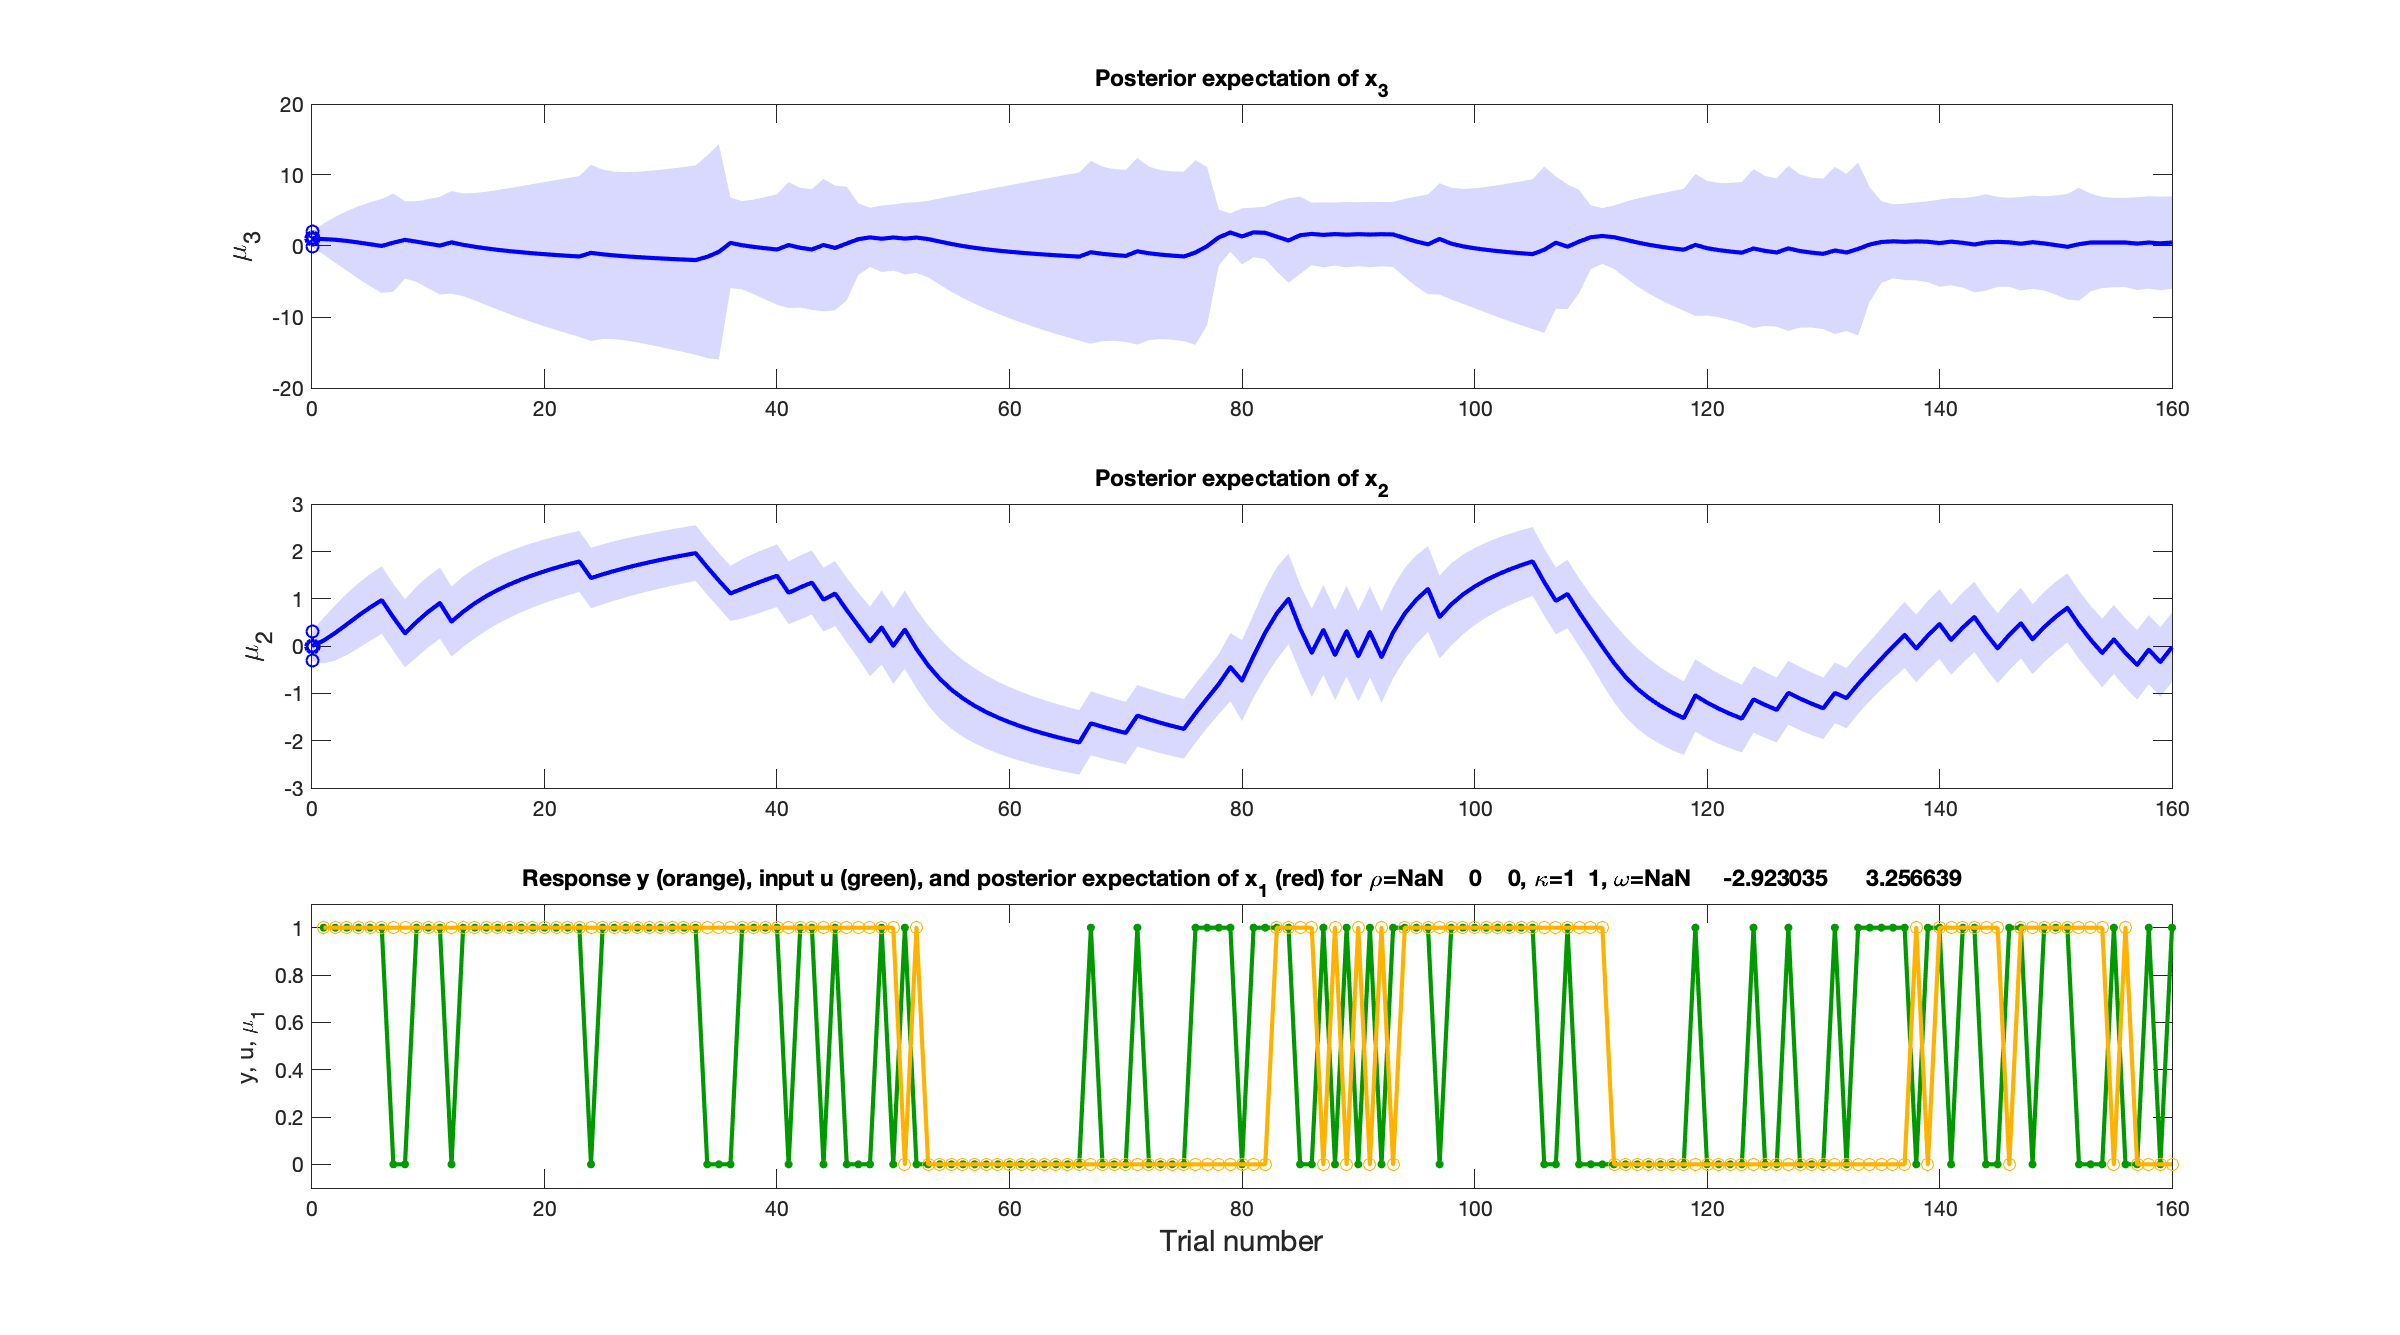 Posterior expectation of x3
20
10
0
-10
-20
μ3
0 20 40 60 80 100 120 140 160
Posterior expectation of x2
3
2
1
0
-1
-2
-3
μ2
0 20 40 60 80 100 120 140 160
Response y (orange), input u (green), and posterior expectation of x1 (red) for ρ=NaN 0 0, κ=1 1, ω=NaN -2.923035 3.256639
1
0.8
0.6
0.4
0.2
0
y, u, μ1
0 20 40 60 80 100 120 140 160
Trial number